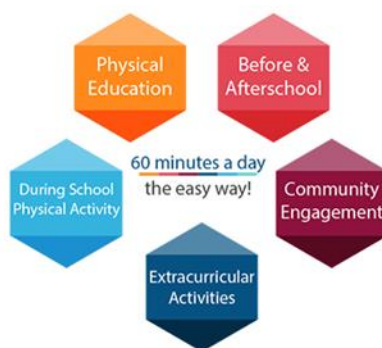 Physical
Education
Before &
Afterschool
60 minutes a day
the easy way!
During School
Physical Activity
Community
Engagement
Extracurricular
Activities